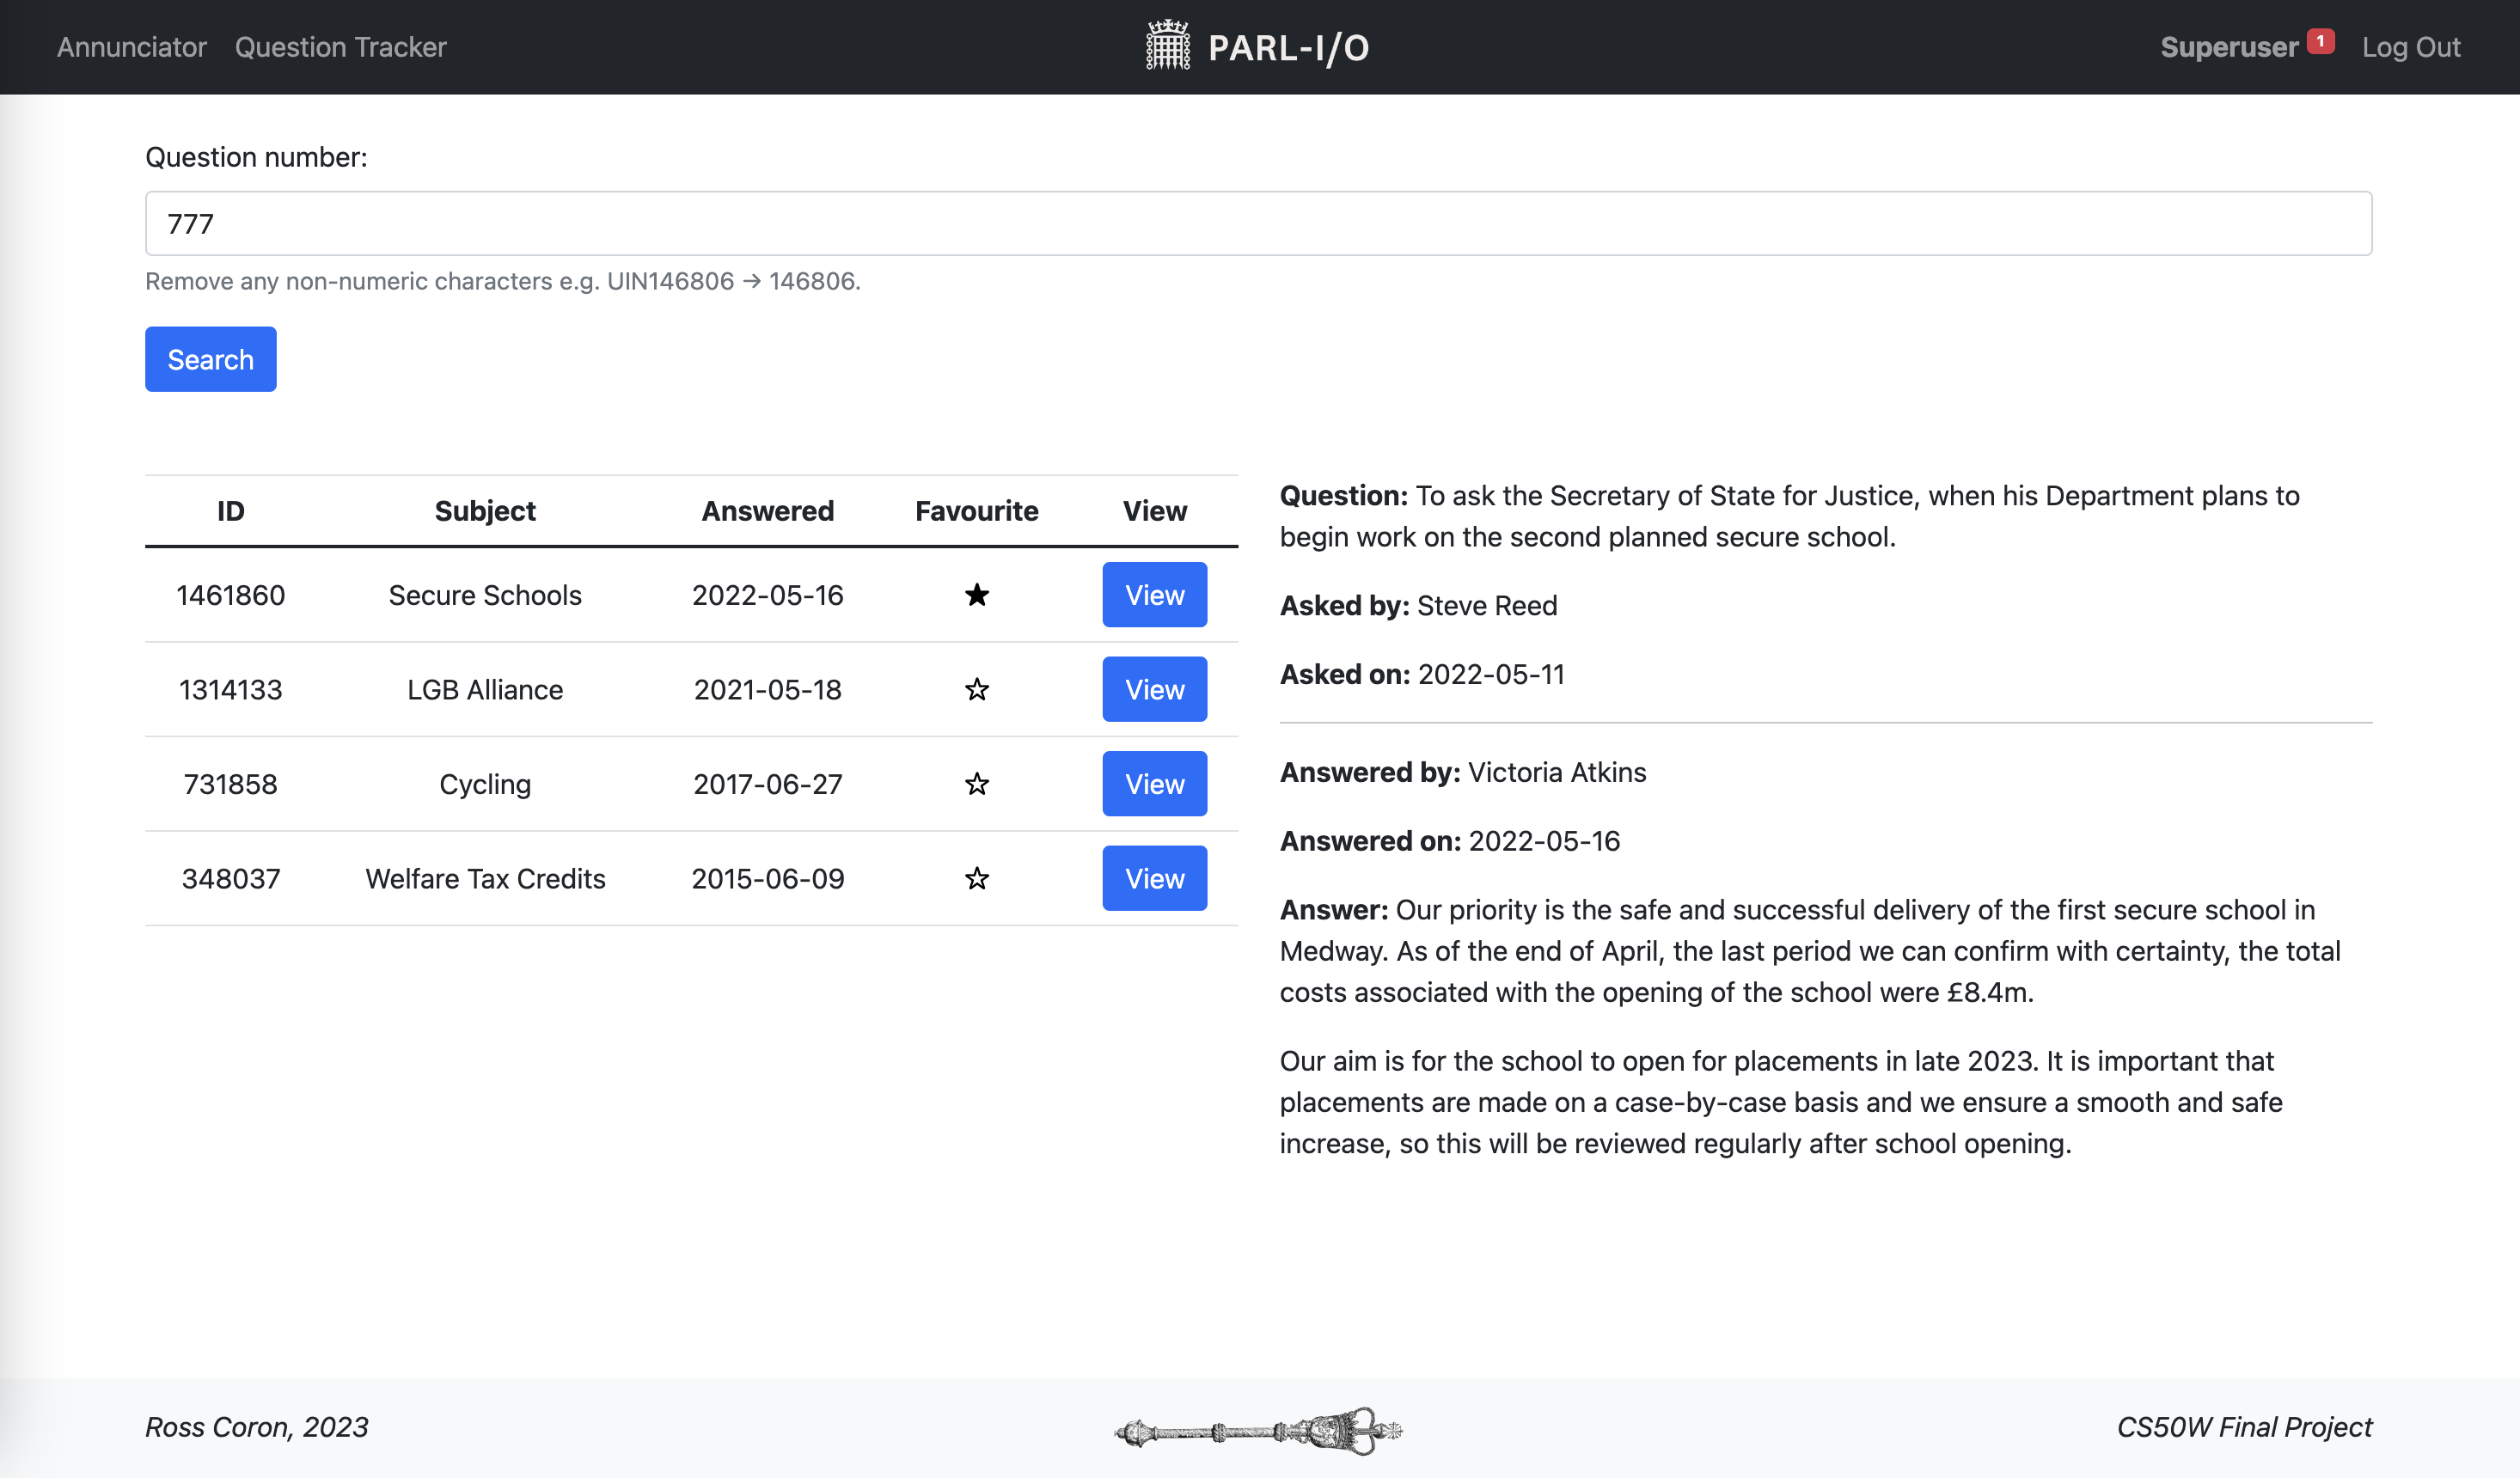 Annunciator Question Tracker PARL-I/O Superuser 1 Log Out
Question number:
777
Remove any non-numeric characters e.g. UIN146806 → 146806.
Search
ID Subject Answered Favourite View
1461860 Secure Schools 2022-05-16 ★ View
1314133 LGB Alliance 2021-05-18 ☆ View
731858 Cycling 2017-06-27 ☆ View
348037 Welfare Tax Credits 2015-06-09 ☆ View
Question: To ask the Secretary of State for Justice, when his Department plans to
begin work on the second planned secure school.
Asked by: Steve Reed
Asked on: 2022-05-11
Answered by: Victoria Atkins
Answered on: 2022-05-16
Answer: Our priority is the safe and successful delivery of the first secure school in
Medway. As of the end of April, the last period we can confirm with certainty, the total
costs associated with the opening of the school were £8.4m.
Our aim is for the school to open for placements in late 2023. It is important that
placements are made on a case-by-case basis and we ensure a smooth and safe
increase, so this will be reviewed regularly after school opening.
Ross Coron, 2023
CS50W Final Project